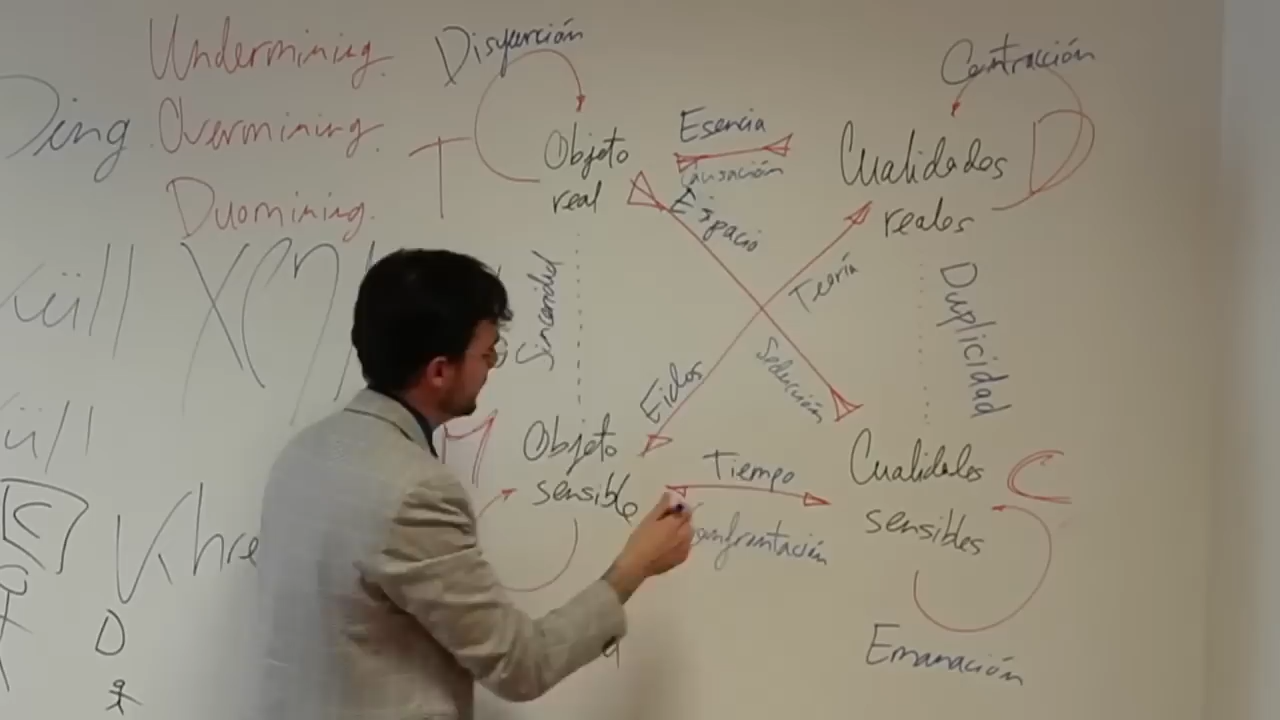 Undermining.
Disyunción
Contracción
Ding
Overmining.
T
Esencia
D
Objeto
real
Causación
Cualidades
reales
Duomining.
Espacio
Teoría
Sinceridad
Duplicidad
Küll
X(
Eidos
Seducción
M
Objeto
sensible
Tiempo
Cualidades
sensibles
C
Confrontación
D
Emanación